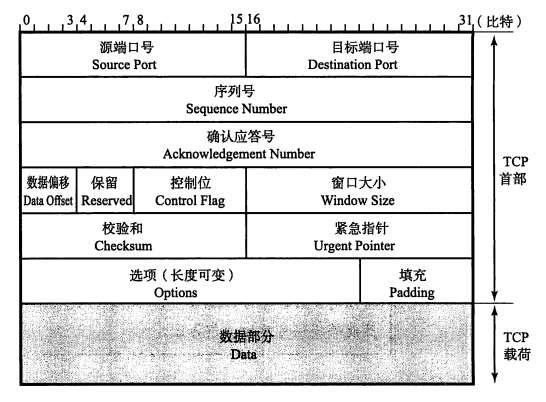 0 3 4 7 8 15 16 31 (比特)
源端口号 目标端口号
Source Port Destination Port
序列号
Sequence Number
确认应答号
Acknowledgement Number
数据偏移 保留 控制位 窗口大小
Data Offset Reserved Control Flag Window Size
校验和 紧急指针
Checksum Urgent Pointer
选项（长度可变） 填充
Options Padding
TCP
首部
数据部分
Data
TCP
载荷